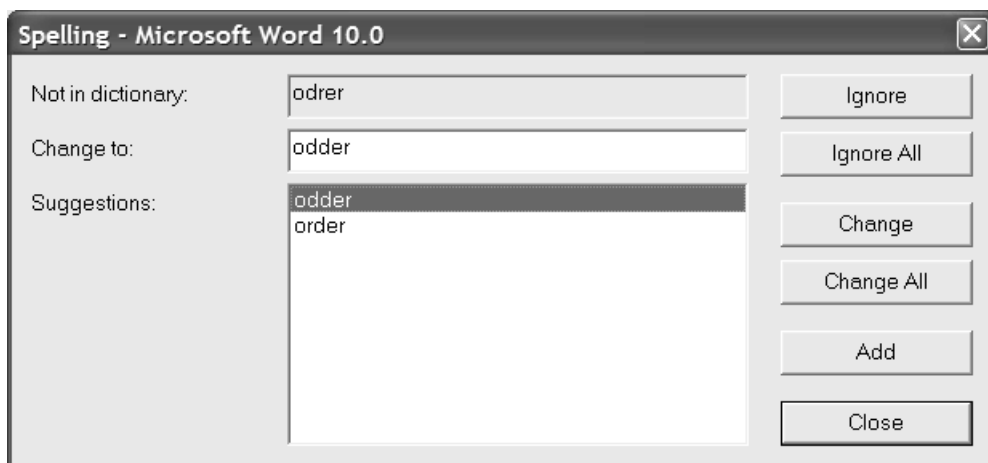 Spelling - Microsoft Word 10.0
Not in dictionary: odrer Ignore
Change to: odder Ignore All
Suggestions: odder
order
Change
Change All
Add
Close